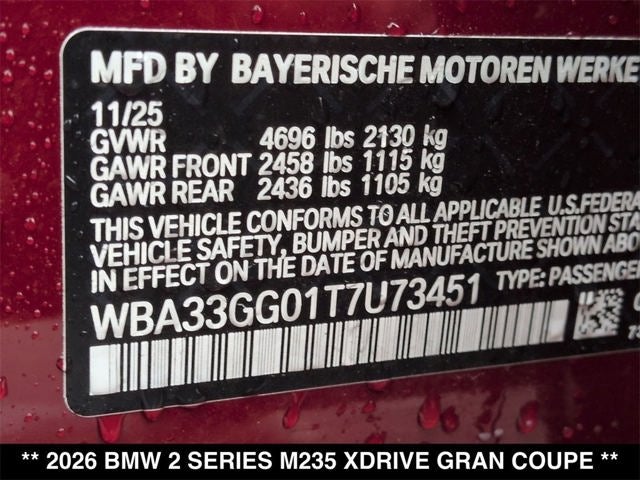 MFD BY BAYERISCHE MOTOREN WERKE
11/25
GVWR 4696 lbs 2130 kg
GAWR FRONT 2458 lbs 1115 kg
GAWR REAR 2436 lbs 1105 kg
THIS VEHICLE CONFORMS TO ALL APPLICABLE U.S.FEDERA
VEHICLE SAFETY, BUMPER AND THEFT PREVENTION STA
IN EFFECT ON THE DATE OF MANUFACTURE SHOWN ABO
WBA33GG01T7U73451 TYPE: PASSENGE
** 2026 BMW 2 SERIES M235 XDRIVE GRAN COUPE **